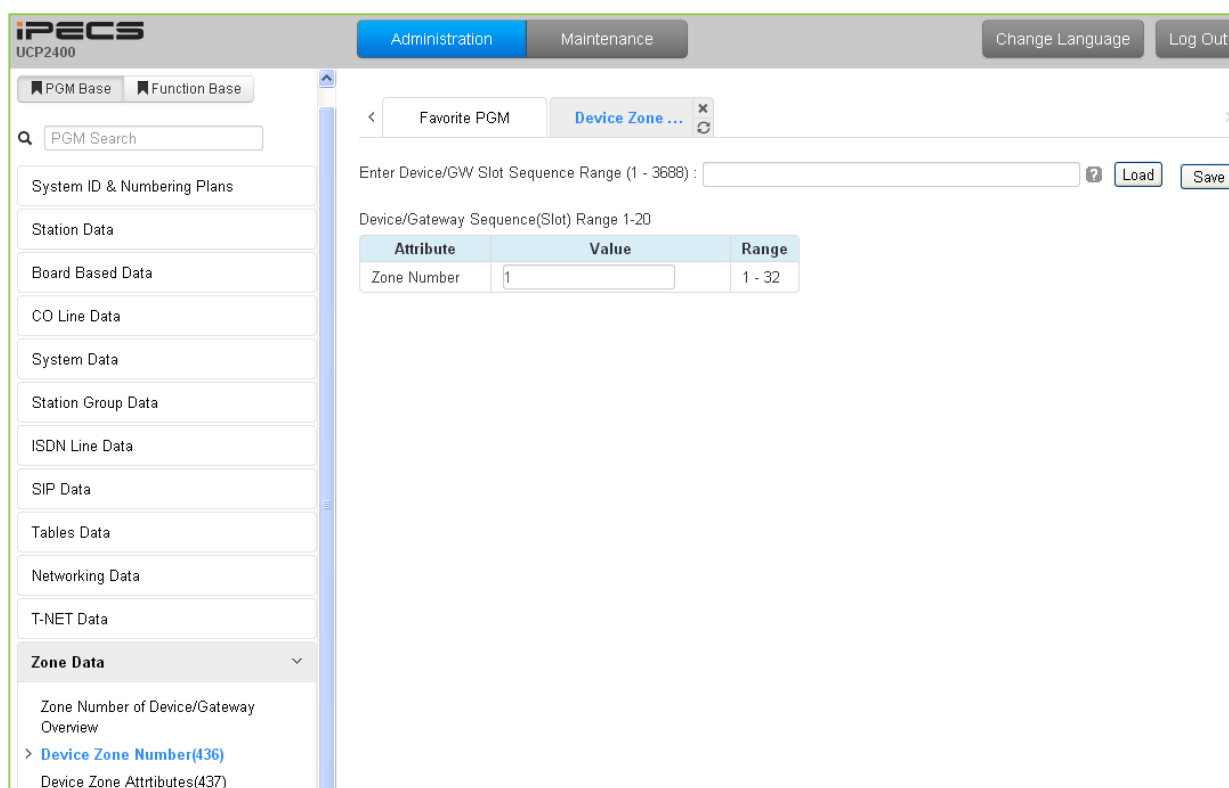 iPECS
UCP2400
Administration
Maintenance
Change Language
Log Out
PGM Base
Function Base
PGM Search
System ID & Numbering Plans
Station Data
Board Based Data
CO Line Data
System Data
Station Group Data
ISDN Line Data
SIP Data
Tables Data
Networking Data
T-NET Data
Zone Data
Zone Number of Device/Gateway
Overview
Device Zone Number(436)
Device Zone Attrtibutes(437)
Favorite PGM
Device Zone ...
Enter Device/GW Slot Sequence Range (1 - 3688) :
Load
Save
Device/Gateway Sequence(Slot) Range 1-20
Attribute Value Range
Zone Number 1 1 - 32